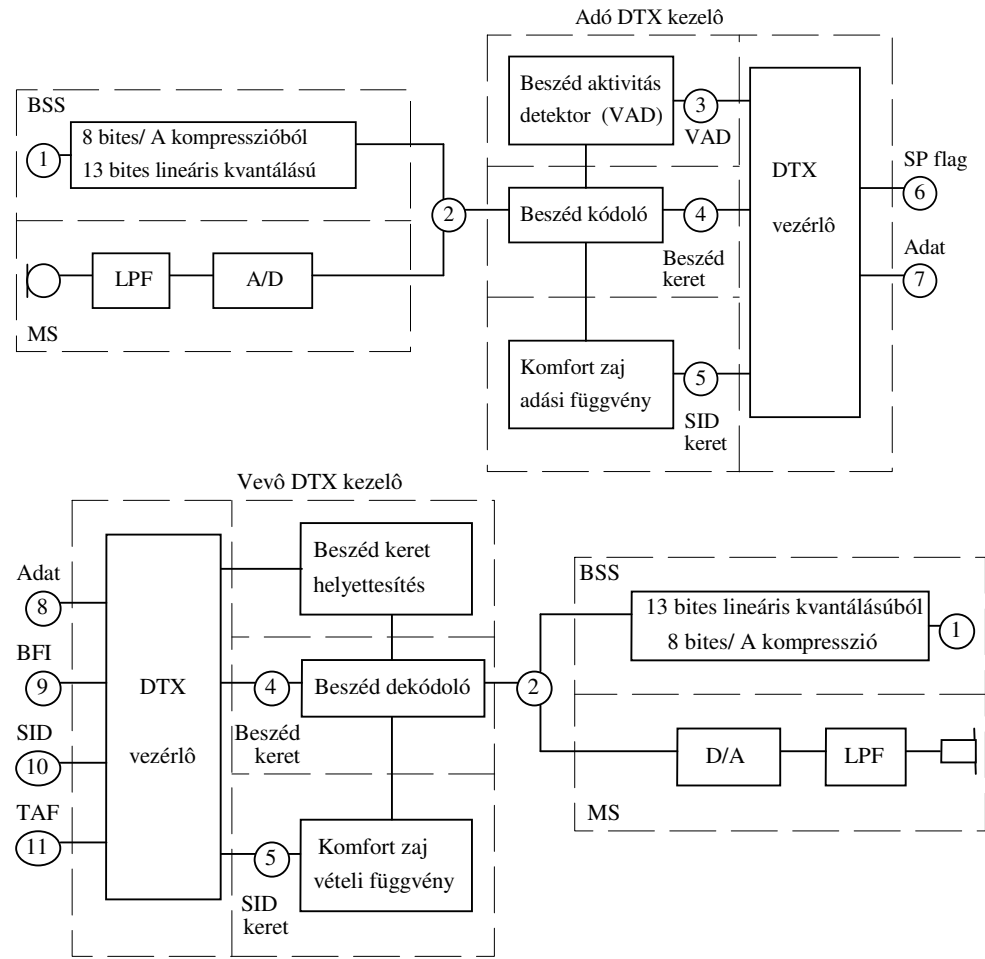 Adó DTX kezelô
BSS
1
8 bites/ A kompresszióból
13 bites lineáris kvantálású
2
LPF
A/D
MS
Beszéd aktivitás
detektor (VAD)
3
VAD
Beszéd kódoló
4
Beszéd
keret
Komfort zaj
adási függvény
5
SID
keret
DTX
vezérlô
SP flag
6
Adat
7
Vevô DTX kezelô
Adat
8
BFI
9
SID
10
TAF
11
DTX
vezérlô
Beszéd keret
helyettesítés
4
Beszéd
keret
Beszéd dekódoló
5
SID
keret
Komfort zaj
vételi függvény
2
BSS
13 bites lineáris kvantálásúból
8 bites/ A kompresszió
1
D/A
LPF
MS